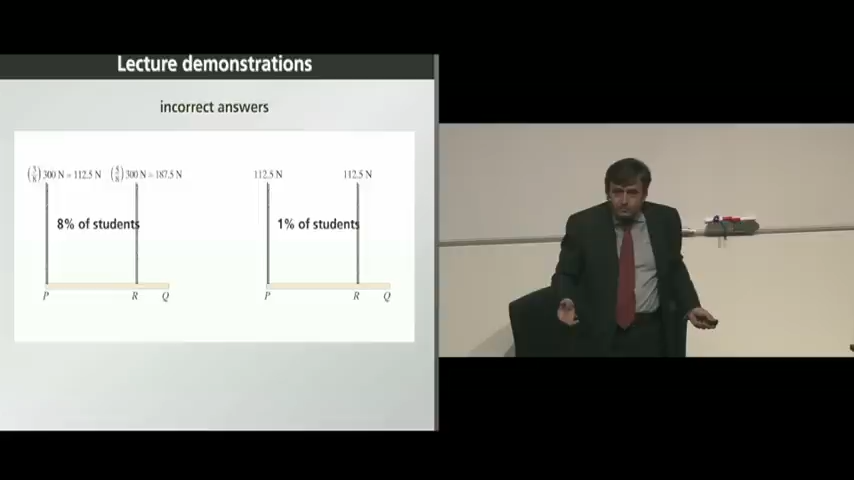 Lecture demonstrations
incorrect answers
(3/8) 300 N = 112.5 N (5/8) 300 N = 187.5 N
112.5 N 112.5 N
8% of students
1% of students
P R Q
P R Q